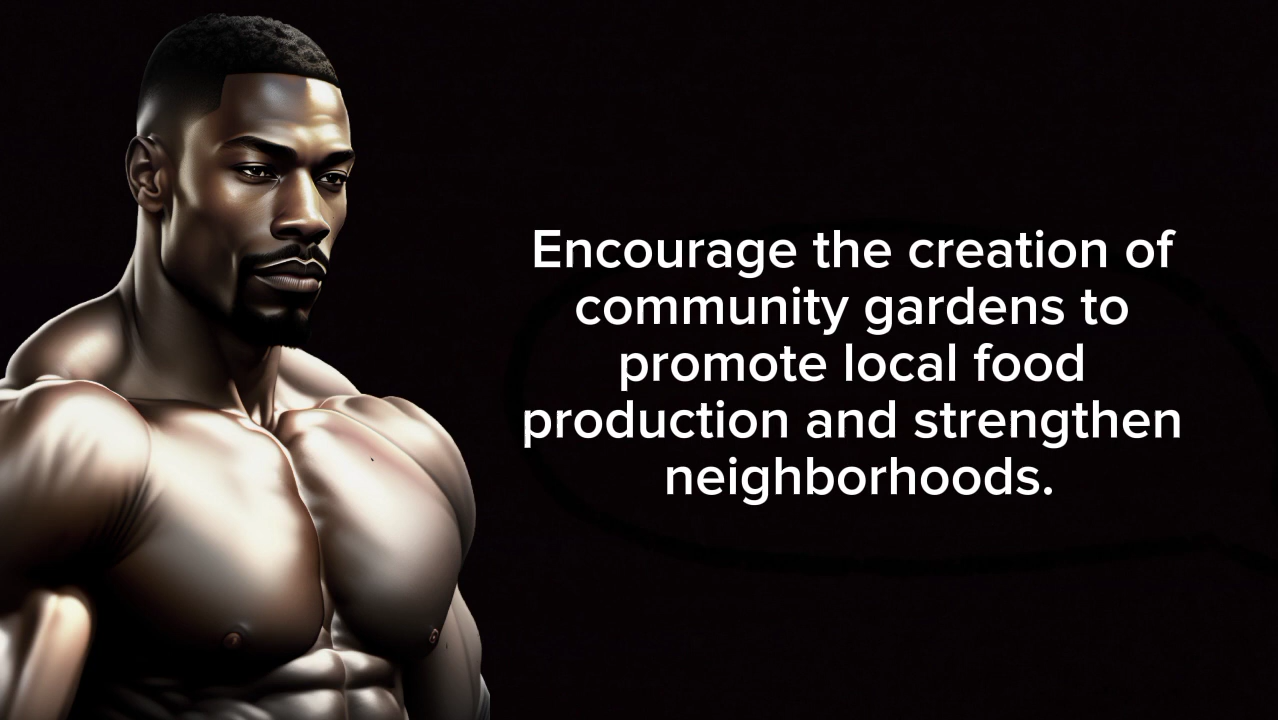 Encourage the creation of
community gardens to
promote local food
production and strengthen
neighborhoods.